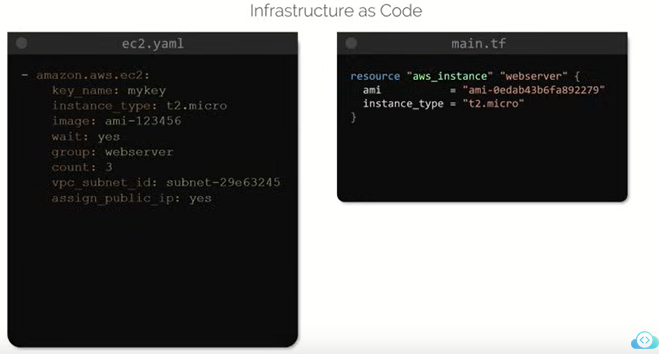 Infrastructure as Code
ec2.yaml
- amazon.aws.ec2:
key_name: mykey
instance_type: t2.micro
image: ami-123456
wait: yes
group: webserver
count: 3
vpc_subnet_id: subnet-29e63245
assign_public_ip: yes
main.tf
resource "aws_instance" "webserver" {
ami = "ami-0edab43b6fa892279"
instance_type = "t2.micro"
}